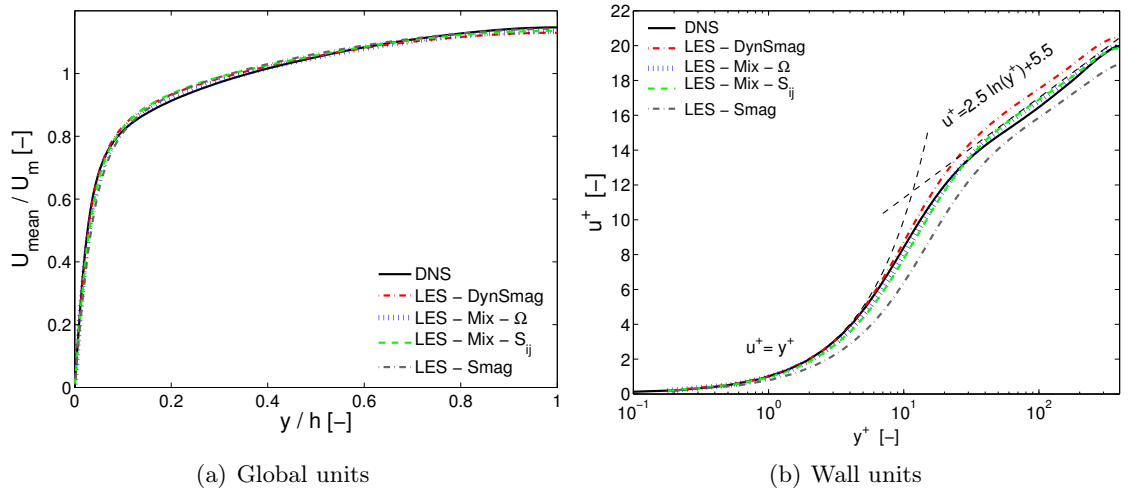 U_mean / U_m [−]
1
0.8
0.6
0.4
0.2
0
0
0.2
0.4
0.6
0.8
1
y / h [−]
DNS
LES − DynSmag
LES − Mix − Ω
LES − Mix − S_ij
LES − Smag
(a) Global units
u⁺ [−]
22
20
18
16
14
12
10
8
6
4
2
0
10⁻¹
10⁰
10¹
10²
y⁺ [−]
DNS
LES − DynSmag
LES − Mix − Ω
LES − Mix − S_ij
LES − Smag
u⁺=2.5 ln(y⁺)+5.5
u⁺= y⁺
(b) Wall units